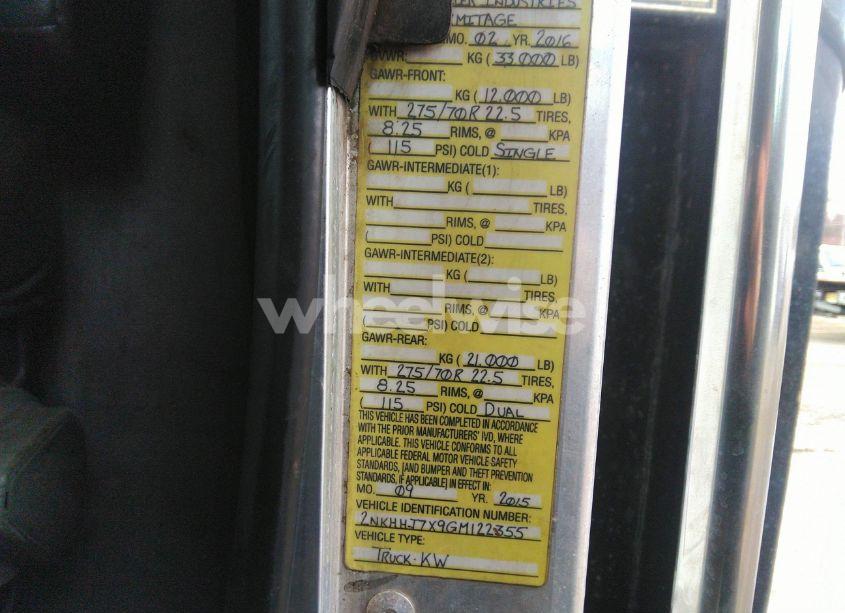 INDUSTRIES
MITAGE
MO. 02 YR. 2016
GVWR: KG (33.000 LB)
GAWR-FRONT:
KG (12.000 LB)
WITH 275/70R 22.5 TIRES,
8.25 RIMS, @ KPA
(115 PSI) COLD SINGLE
GAWR-INTERMEDIATE(1):
KG ( LB)
WITH TIRES,
RIMS, @ KPA
( PSI) COLD
GAWR-INTERMEDIATE(2):
KG ( LB)
WITH TIRES,
RIMS, @ KPA
( PSI) COLD
wheelwise
GAWR-REAR:
KG (21.000 LB)
WITH 275/70R 22.5 TIRES,
8.25 RIMS, @ KPA
(115 PSI) COLD DUAL
THIS VEHICLE HAS BEEN COMPLETED IN ACCORDANCE
WITH THE PRIOR MANUFACTURERS' IVD, WHERE
APPLICABLE. THIS VEHICLE CONFORMS TO ALL
APPLICABLE FEDERAL MOTOR VEHICLE SAFETY
STANDARDS, [AND BUMPER AND THEFT PREVENTION
STANDARDS, IF APPLICABLE] IN EFFECT IN:
MO. 09 YR. 2015
VEHICLE IDENTIFICATION NUMBER:
2NKHHJ7X9GM122355
VEHICLE TYPE:
TRUCK-KW